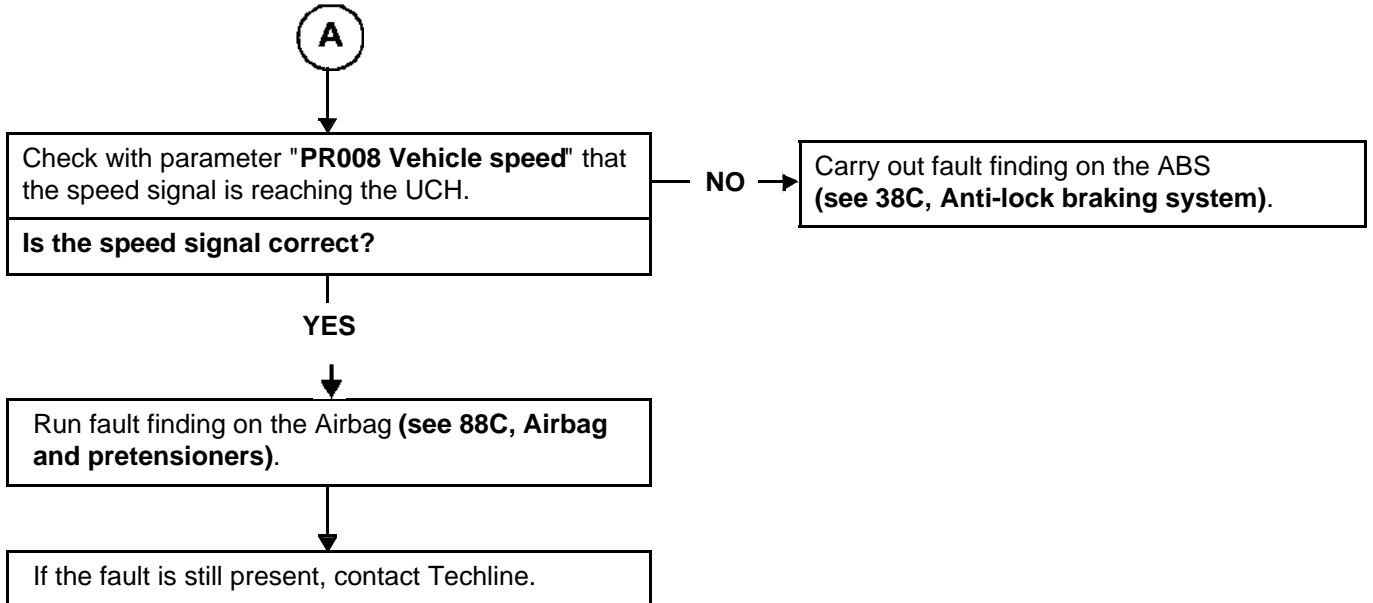 A
Check with parameter "PR008 Vehicle speed" that
the speed signal is reaching the UCH.
Is the speed signal correct?
NO
Carry out fault finding on the ABS
(see 38C, Anti-lock braking system).
YES
Run fault finding on the Airbag (see 88C, Airbag
and pretensioners).
If the fault is still present, contact Techline.